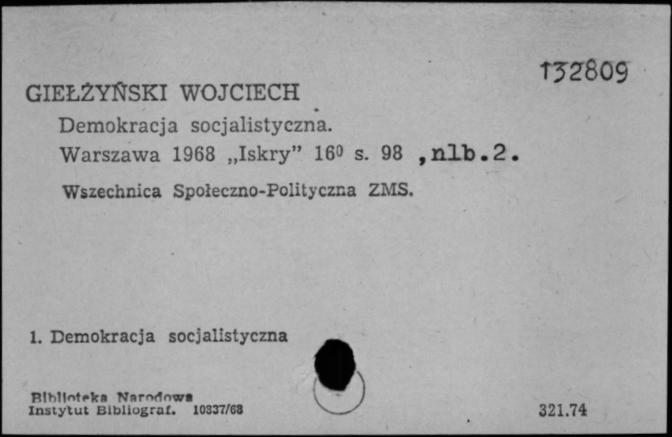 132809
GIEŁŻYŃSKI WOJCIECH
Demokracja socjalistyczna.
Warszawa 1968 „Iskry” 16⁰ s. 98 ,nlb.2.
Wszechnica Społeczno-Polityczna ZMS.
1. Demokracja socjalistyczna
Biblioteka Narodowa
Instytut Bibliograf. 10337/68
321.74